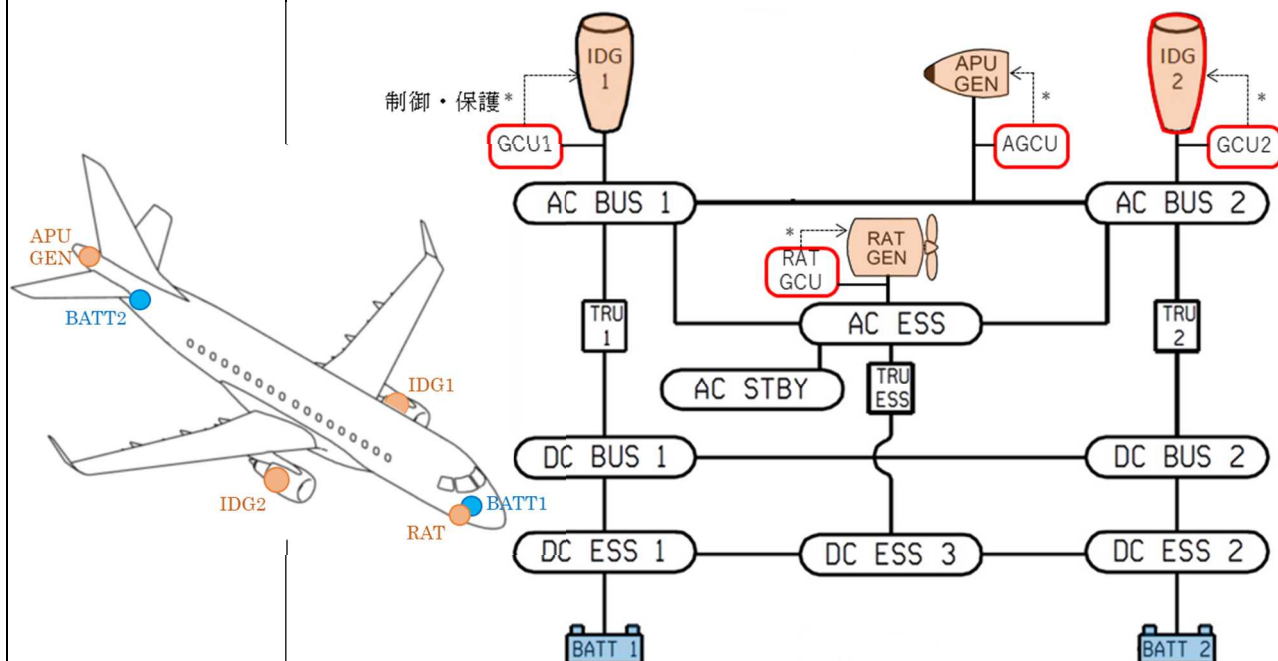 IDG
1
APU
GEN
IDG
2
制御・保護 *
*
*
GCU1
AGCU
GCU2
AC BUS 1
AC BUS 2
*
RAT
GEN
RAT
GCU
AC ESS
TRU
1
TRU
2
AC STBY
TRU
ESS
DC BUS 1
DC BUS 2
DC ESS 1
DC ESS 3
DC ESS 2
BATT 1
BATT 2
APU
GEN
BATT2
IDG1
IDG2
BATT1
RAT